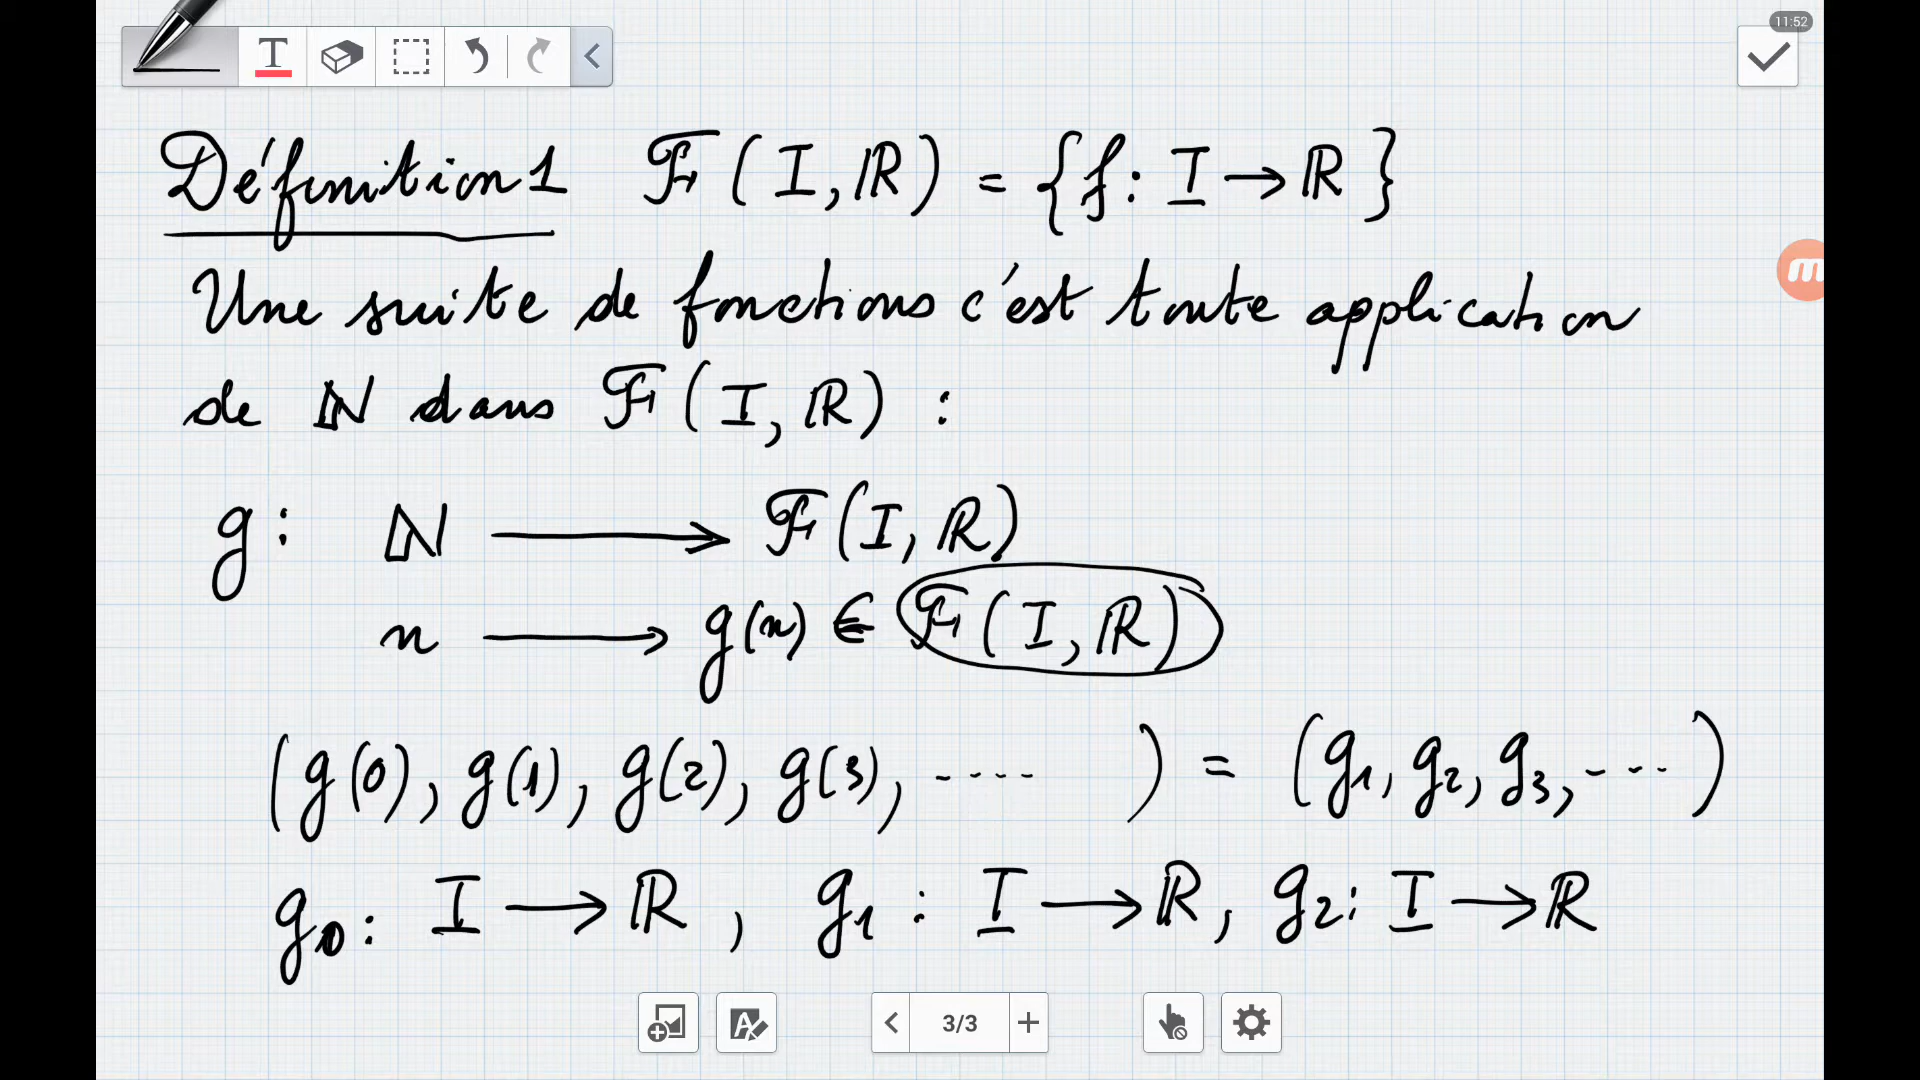 11:52
T
Définition 1 F(I, ℝ) = {f: I → ℝ}
m
Une suite de fonctions c'est toute application
de ℕ dans F(I, ℝ) :
g : ℕ → F(I, ℝ)
n → g(n) ∈ F(I, ℝ)
(g(0), g(1), g(2), g(3), ..... ) = (g₁, g₂, g₃, ....)
g₀ : I → ℝ , g₁ : I → ℝ, g₂ : I → ℝ
A
3/3